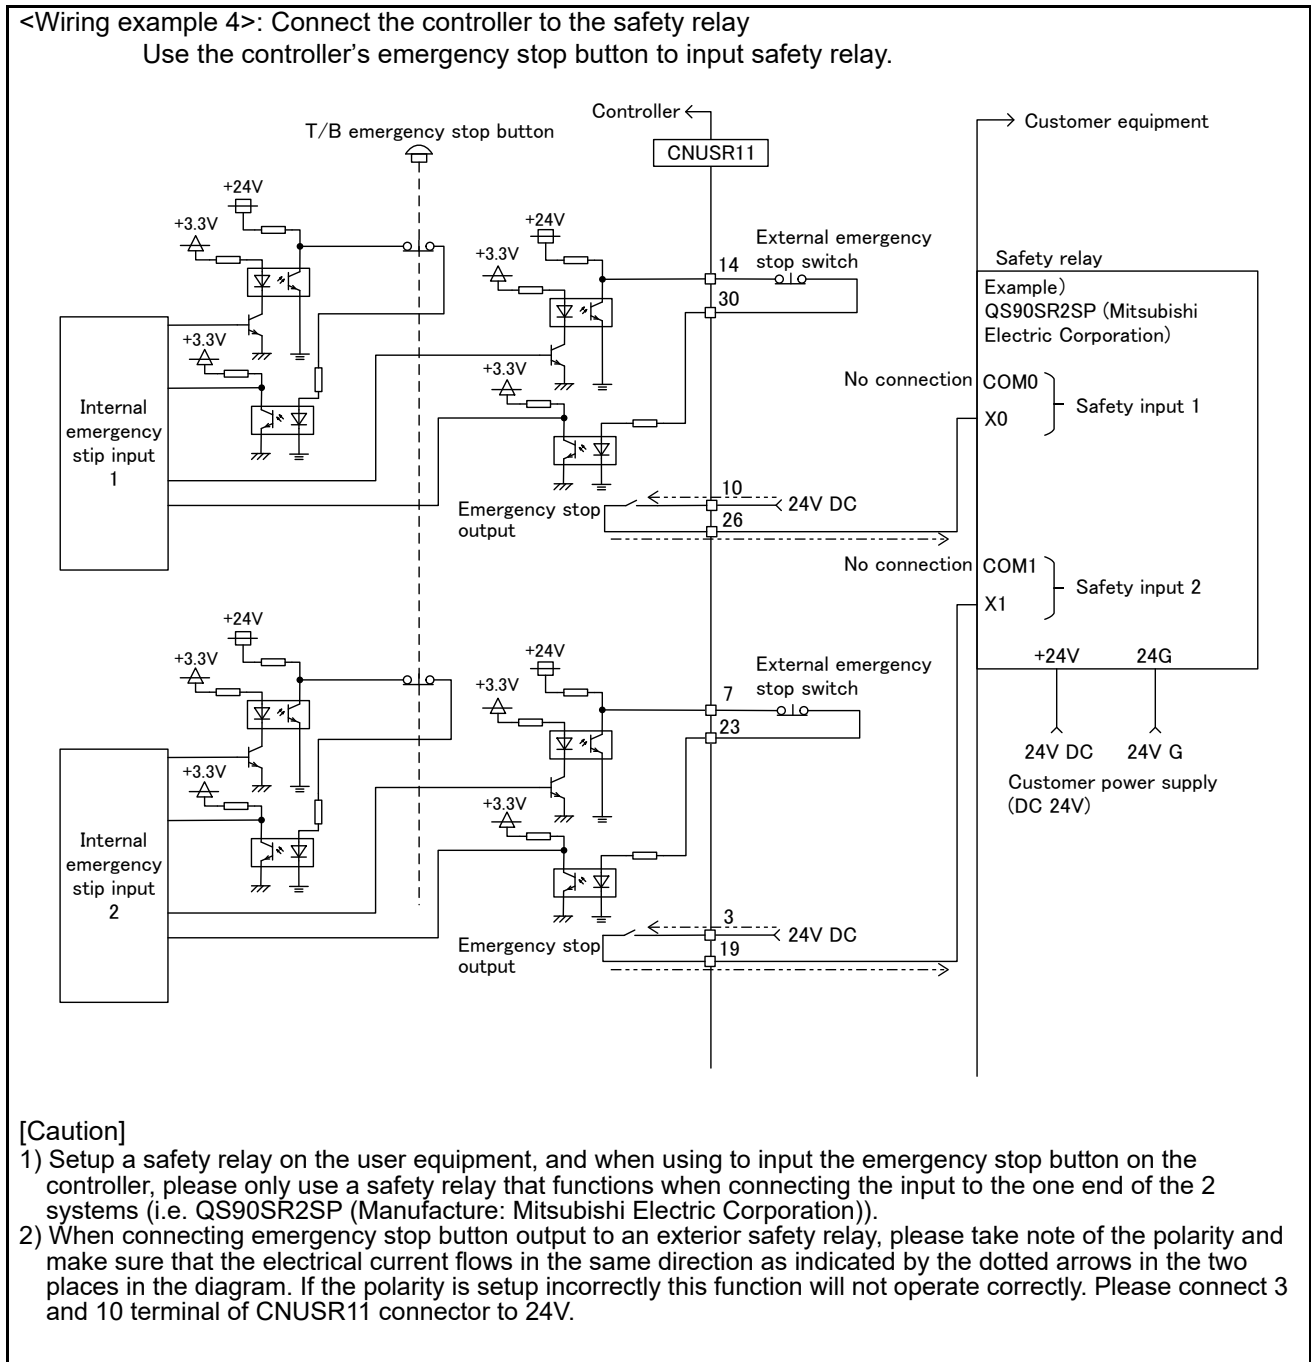 <Wiring example 4>: Connect the controller to the safety relay
Use the controller's emergency stop button to input safety relay.
Controller
Customer equipment
T/B emergency stop button
CNUSR11
+24V
+3.3V
+24V
+3.3V
External emergency
stop switch
14
30
Safety relay
Example)
QS90SR2SP (Mitsubishi
Electric Corporation)
+3.3V
+3.3V
No connection
COM0
X0
Safety input 1
Internal
emergency
stip input
1
Emergency stop
output
10
24V DC
26
No connection
COM1
X1
Safety input 2
+24V
24G
24V DC
24V G
Customer power supply
(DC 24V)
+24V
+3.3V
+24V
+3.3V
External emergency
stop switch
7
23
+3.3V
+3.3V
Internal
emergency
stip input
2
Emergency stop
output
3
24V DC
19
[Caution]
1) Setup a safety relay on the user equipment, and when using to input the emergency stop button on the
controller, please only use a safety relay that functions when connecting the input to the one end of the 2
systems (i.e. QS90SR2SP (Manufacture: Mitsubishi Electric Corporation)).
2) When connecting emergency stop button output to an exterior safety relay, please take note of the polarity and
make sure that the electrical current flows in the same direction as indicated by the dotted arrows in the two
places in the diagram. If the polarity is setup incorrectly this function will not operate correctly. Please connect 3
and 10 terminal of CNUSR11 connector to 24V.